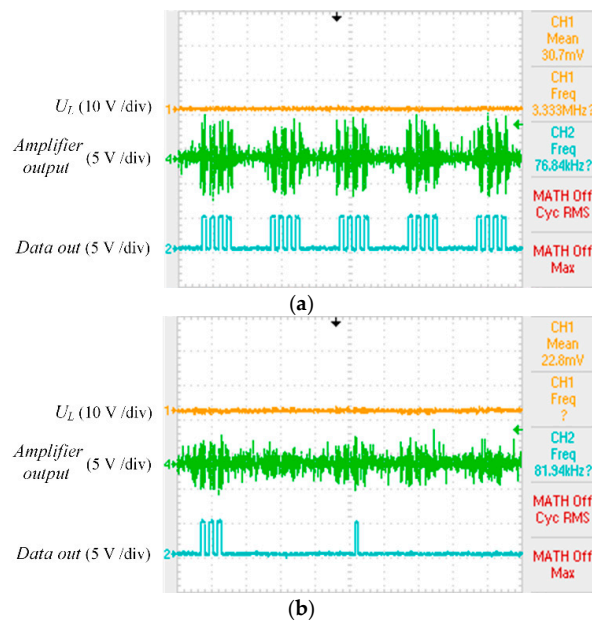 CH1
Mean
30.7mV
CH1
Freq
3.333MHz?
CH2
Freq
76.84kHz?
MATH Off
Cyc RMS
MATH Off
Max
U_L (10 V /div)
Amplifier output (5 V /div)
Data out (5 V /div)
1
4
2
(a)
CH1
Mean
22.8mV
CH1
Freq
?
CH2
Freq
81.94kHz?
MATH Off
Cyc RMS
MATH Off
Max
U_L (10 V /div)
Amplifier output (5 V /div)
Data out (5 V /div)
1
4
2
(b)